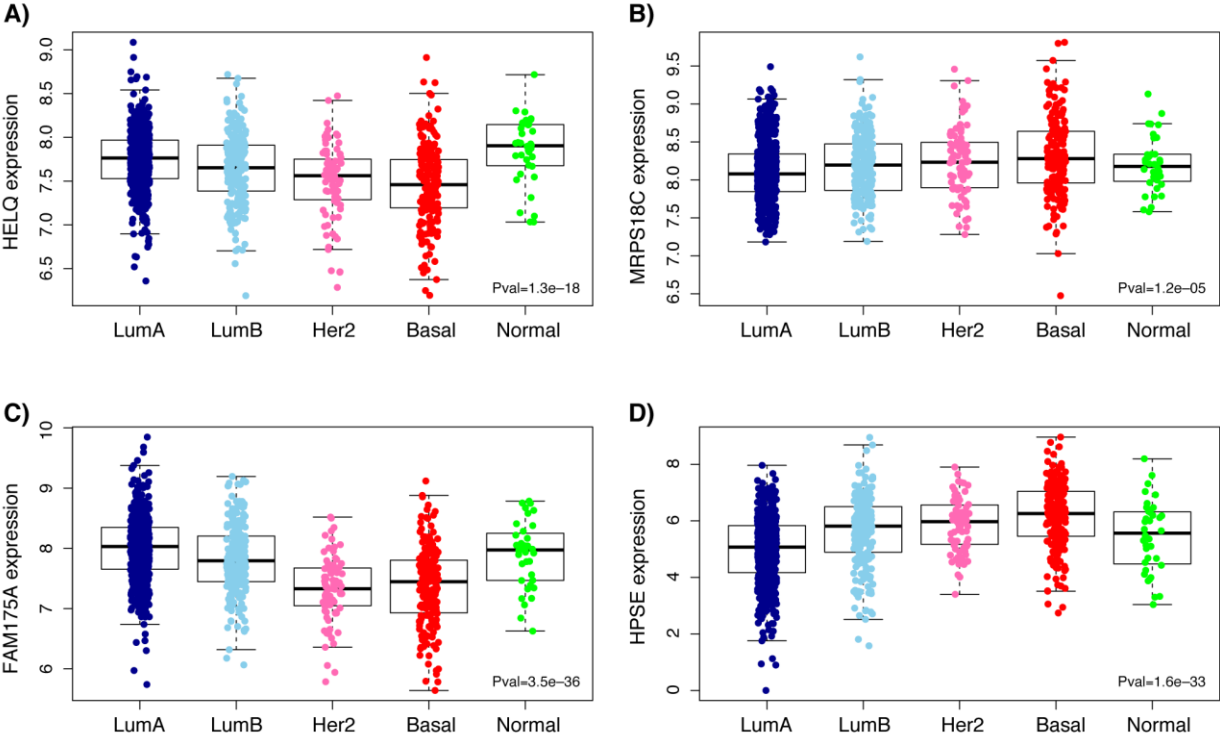 A)
HELQ expression
9.0
8.5
8.0
7.5
7.0
6.5
Pval=1.3e–18
LumA LumB Her2 Basal Normal
B)
MRPS18C expression
9.5
9.0
8.5
8.0
7.5
7.0
6.5
Pval=1.2e–05
LumA LumB Her2 Basal Normal
C)
FAM175A expression
10
9
8
7
6
Pval=3.5e–36
LumA LumB Her2 Basal Normal
D)
HPSE expression
8
6
4
2
0
Pval=1.6e–33
LumA LumB Her2 Basal Normal